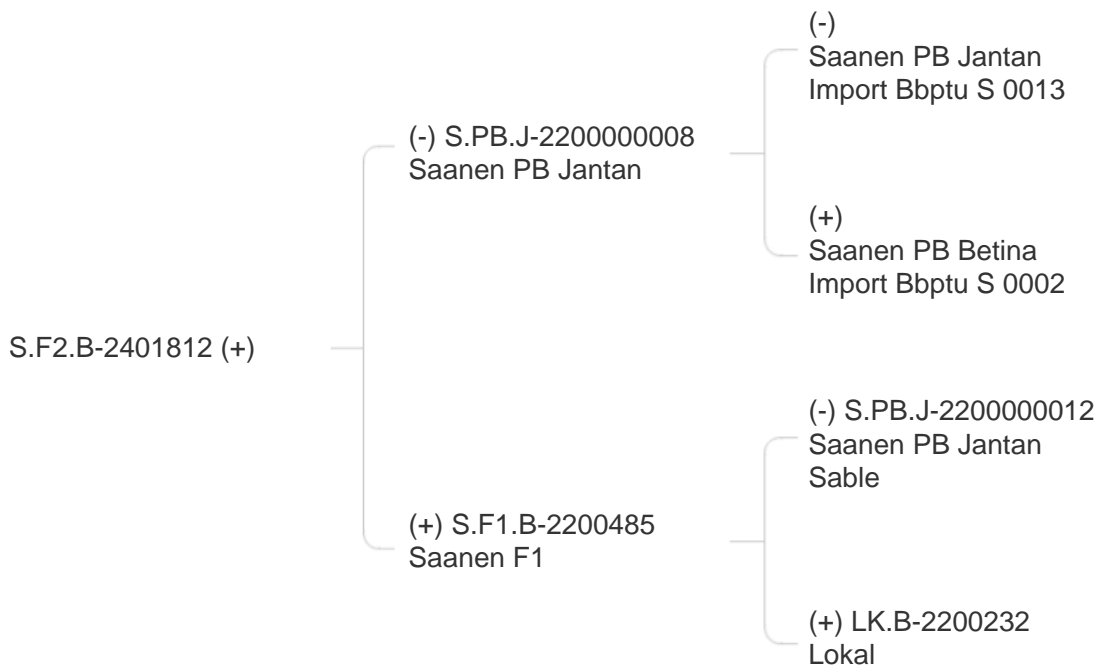 (-)
Saanen PB Jantan
Import Bbptu S 0013
(-) S.PB.J-2200000008
Saanen PB Jantan
(+)
Saanen PB Betina
Import Bbptu S 0002
S.F2.B-2401812 (+)
(-) S.PB.J-2200000012
Saanen PB Jantan
Sable
(+) S.F1.B-2200485
Saanen F1
(+) LK.B-2200232
Lokal